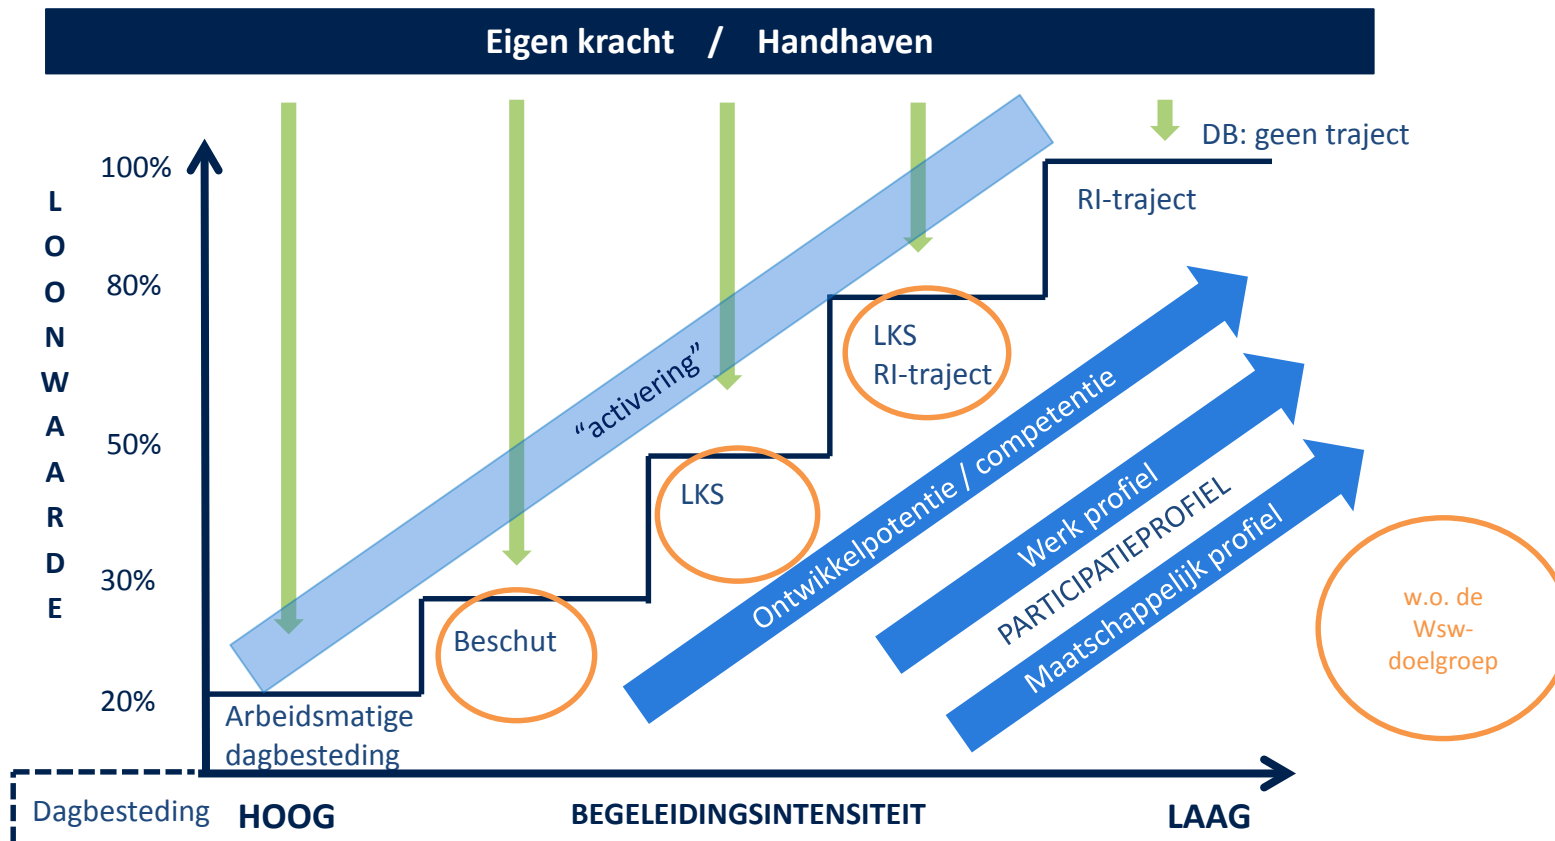 Eigen kracht / Handhaven
DB: geen traject
100%
RI-traject
LOONWAARDE
80%
LKS
RI-traject
"activering"
50%
LKS
Ontwikkelpotentie / competentie
Werk profiel
PARTICIPATIEPROFIEL
Maatschappelijk profiel
30%
Beschut
w.o. de
Wsw-
doelgroep
20%
Arbeidsmatige
dagbesteding
Dagbesteding
HOOG
BEGELEIDINGSINTENSITEIT
LAAG